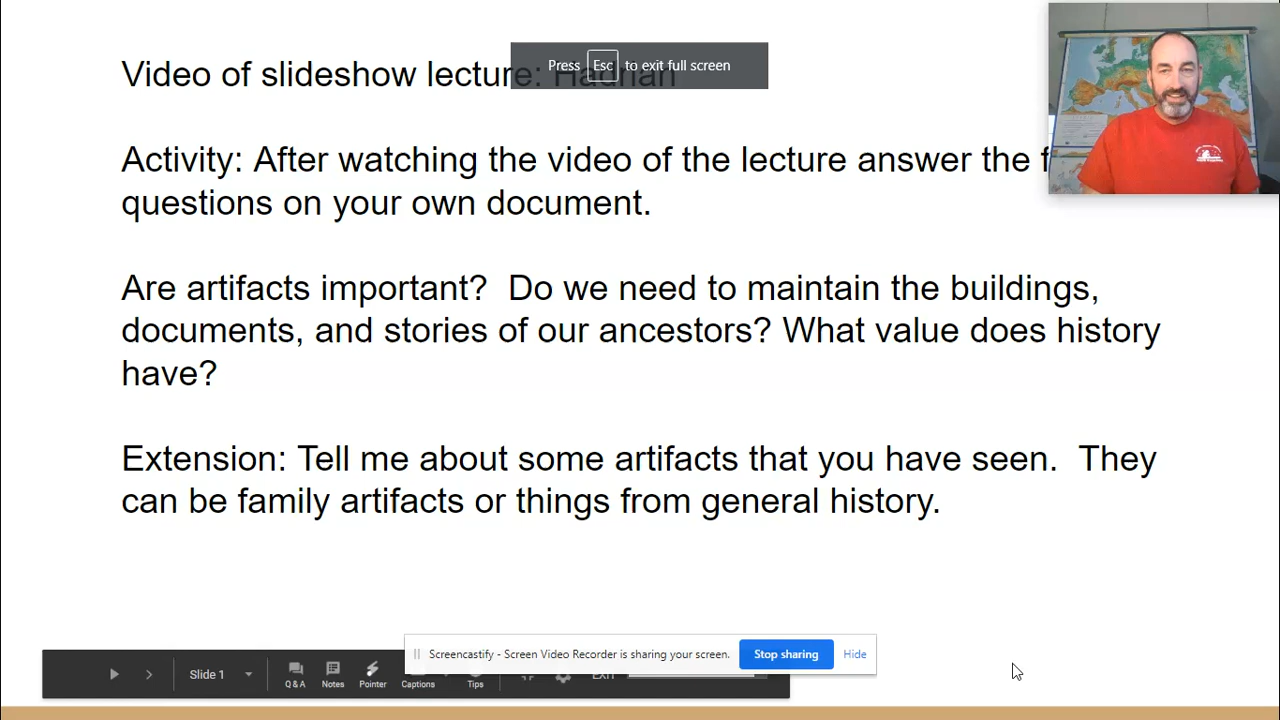 Video of slideshow lecture: Hadrian
Press Esc to exit full screen
Activity: After watching the video of the lecture answer the f
questions on your own document.
Are artifacts important?  Do we need to maintain the buildings,
documents, and stories of our ancestors? What value does history
have?
Extension: Tell me about some artifacts that you have seen.  They
can be family artifacts or things from general history.
Screencastify - Screen Video Recorder is sharing your screen.
Stop sharing
Hide
Slide 1
Q & A
Notes
Pointer
Captions
Tips
EXIT